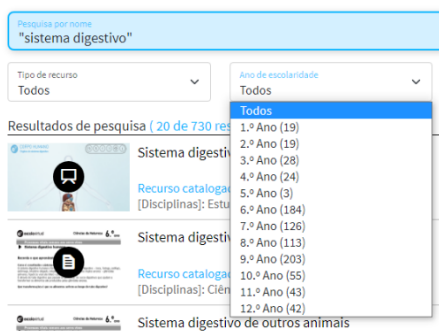 Pesquisa por nome
"sistema digestivo"
Tipo de recurso
Todos
Ano de escolaridade
Todos
Todos
1.º Ano (19)
2.º Ano (19)
3.º Ano (28)
4.º Ano (24)
5.º Ano (3)
6.º Ano (184)
7.º Ano (126)
8.º Ano (113)
9.º Ano (203)
10.º Ano (55)
11.º Ano (43)
12.º Ano (42)
Resultados de pesquisa ( 20 de 730 res
Sistema digestiv
Recurso cataloga
[Disciplinas]: Estu
Sistema digestiv
Recurso cataloga
[Disciplinas]: Ciên
Sistema digestivo de outros animais